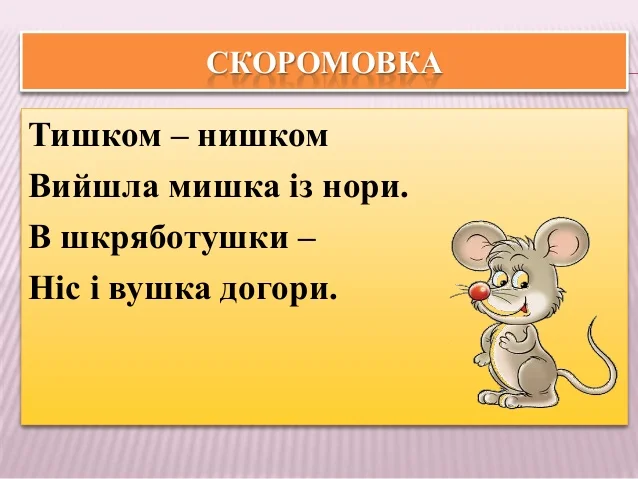 СКОРОМОВКА
Тишком – нишком
Вийшла мишка із нори.
В шкряботушки –
Ніс і вушка догори.